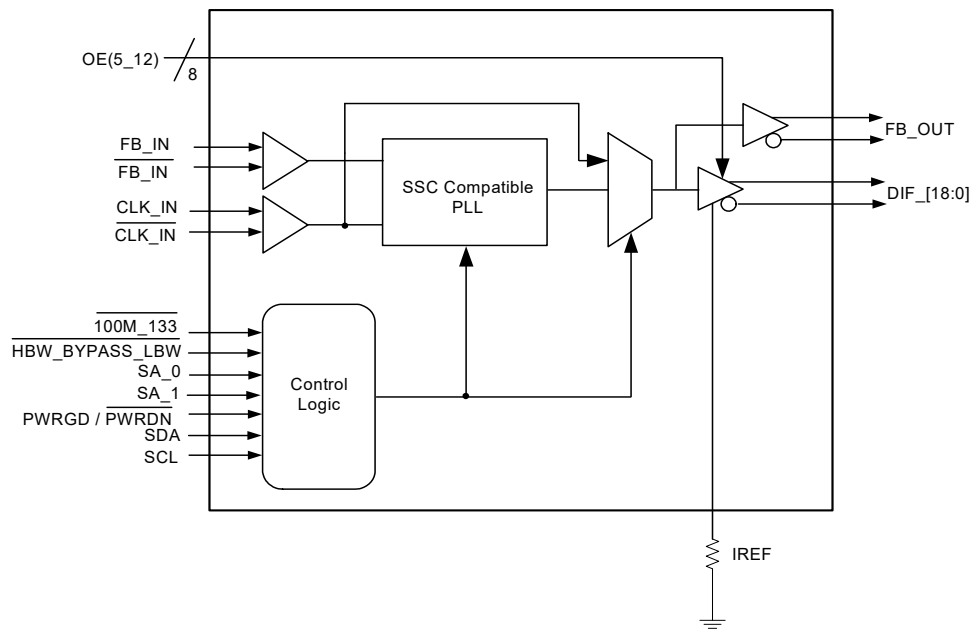 OE(5_12)
8
FB_IN
FB_IN
CLK_IN
CLK_IN
SSC Compatible
PLL
FB_OUT
DIF_[18:0]
100M_133
HBW_BYPASS_LBW
SA_0
SA_1
PWRGD / PWRDN
SDA
SCL
Control
Logic
IREF